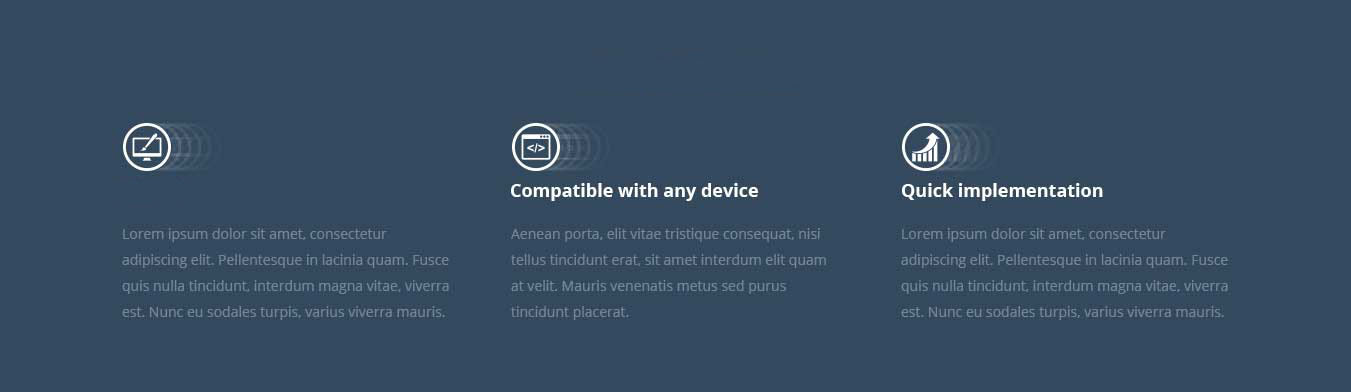 Compatible with any device
Quick implementation
Lorem ipsum dolor sit amet, consectetur
adipiscing elit. Pellentesque in lacinia quam. Fusce
quis nulla tincidunt, interdum magna vitae, viverra
est. Nunc eu sodales turpis, varius viverra mauris.
Aenean porta, elit vitae tristique consequat, nisi
tellus tincidunt erat, sit amet interdum elit quam
at velit. Mauris venenatis metus sed purus
tincidunt placerat.
Lorem ipsum dolor sit amet, consectetur
adipiscing elit. Pellentesque in lacinia quam. Fusce
quis nulla tincidunt, interdum magna vitae, viverra
est. Nunc eu sodales turpis, varius viverra mauris.